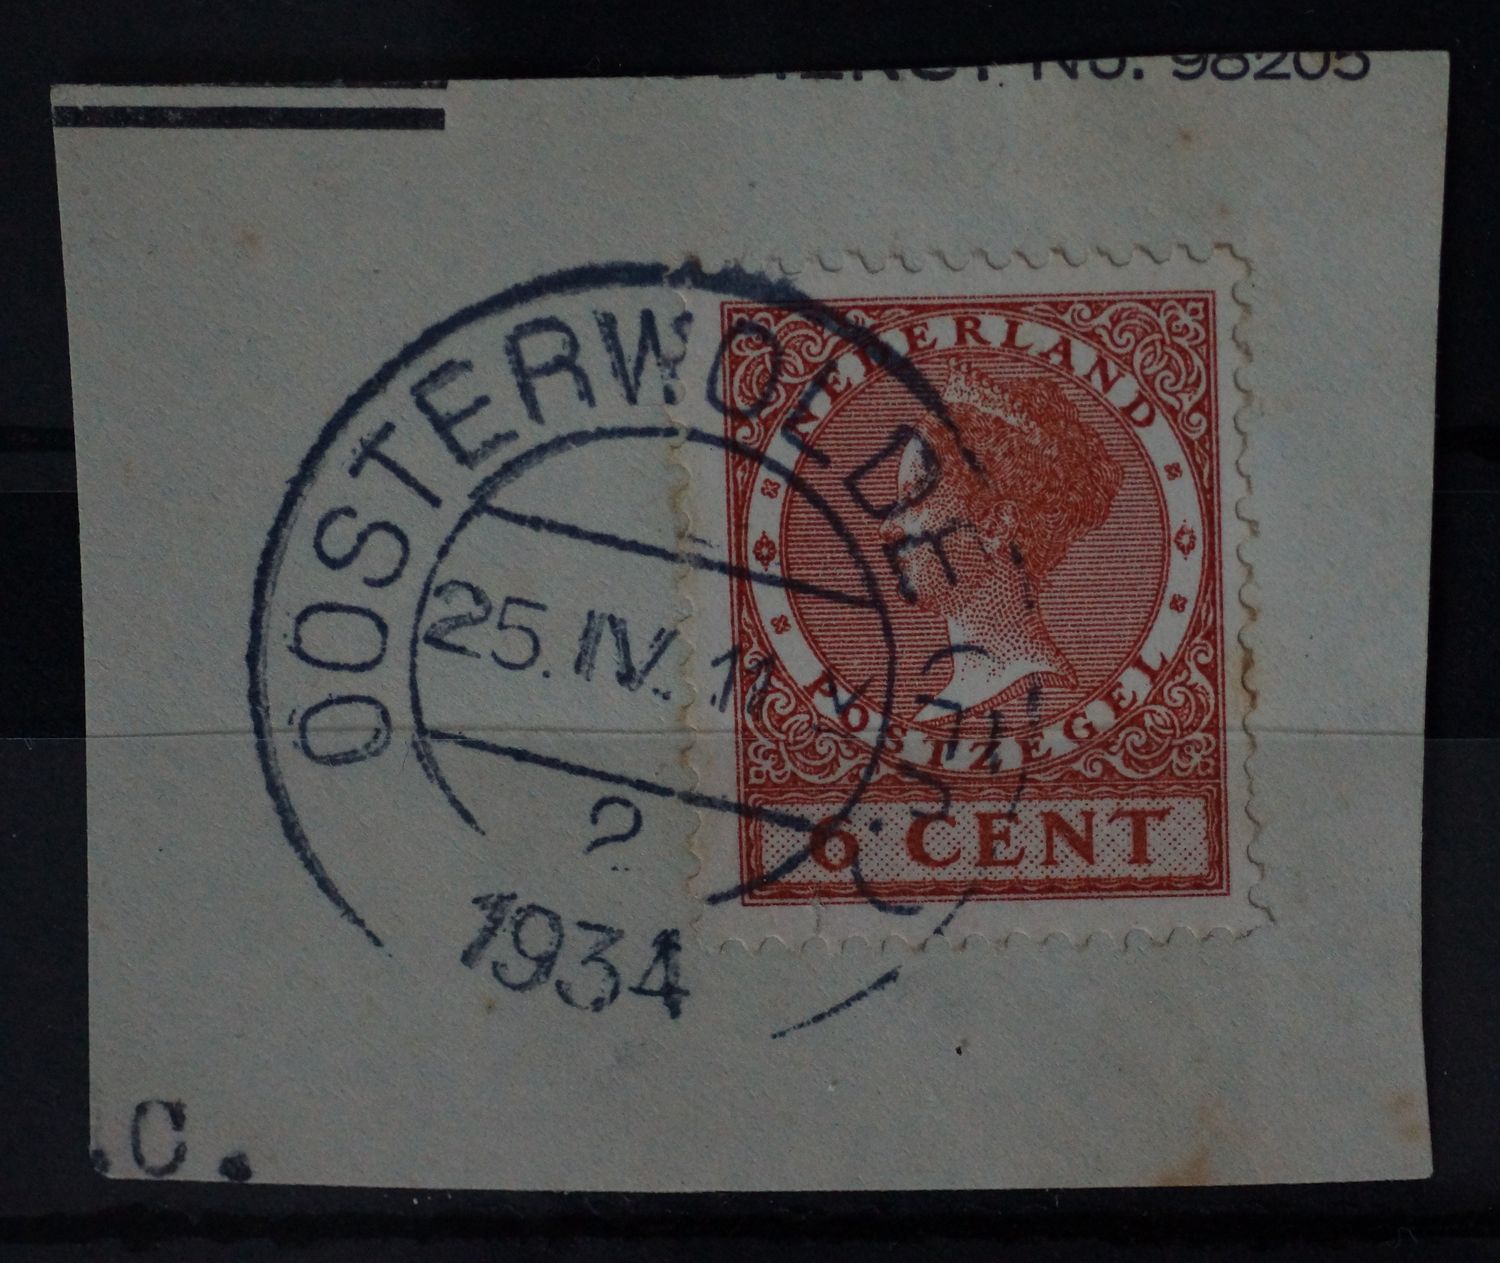 No. 98205
OOSTERWOLDE
25.IV. 11
2
1934
NEDERLAND
POSTZEGEL
6 CENT
.C.